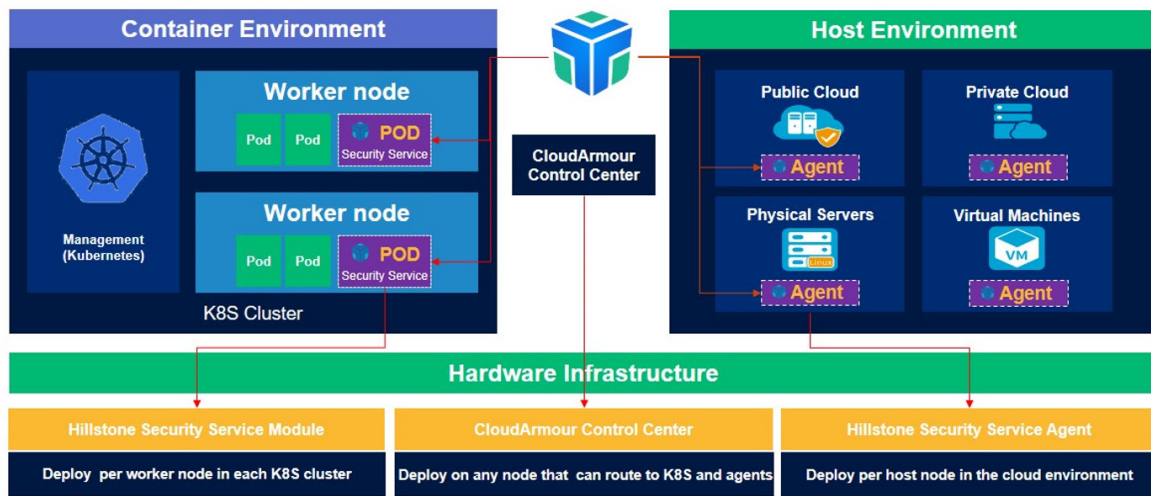 Container Environment
Worker node
Pod
Pod
POD
Security Service
Worker node
Pod
Pod
POD
Security Service
Management
(Kubernetes)
K8S Cluster
CloudArmour
Control Center
Host Environment
Public Cloud
Agent
Private Cloud
Agent
Physical Servers
Linux
Agent
Virtual Machines
VM
Agent
Hardware Infrastructure
Hillstone Security Service Module
Deploy per worker node in each K8S cluster
CloudArmour Control Center
Deploy on any node that can route to K8S and agents
Hillstone Security Service Agent
Deploy per host node in the cloud environment